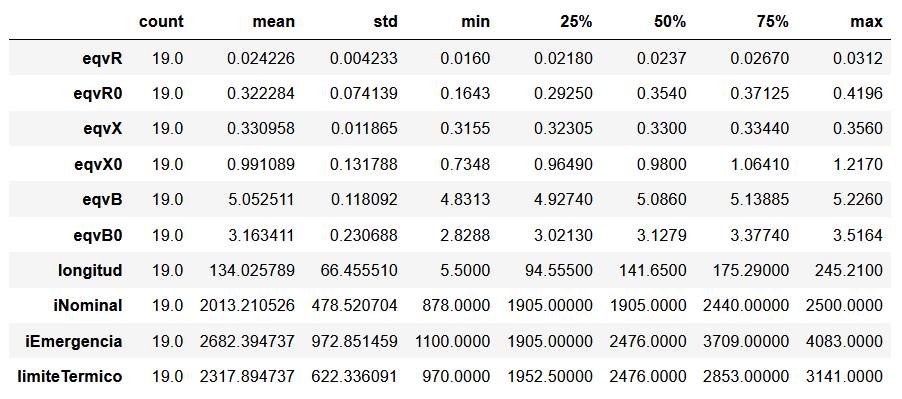 count mean std min 25% 50% 75% max
eqvR 19.0 0.024226 0.004233 0.0160 0.02180 0.0237 0.02670 0.0312
eqvR0 19.0 0.322284 0.074139 0.1643 0.29250 0.3540 0.37125 0.4196
eqvX 19.0 0.330958 0.011865 0.3155 0.32305 0.3300 0.33440 0.3560
eqvX0 19.0 0.991089 0.131788 0.7348 0.96490 0.9800 1.06410 1.2170
eqvB 19.0 5.052511 0.118092 4.8313 4.92740 5.0860 5.13885 5.2260
eqvB0 19.0 3.163411 0.230688 2.8288 3.02130 3.1279 3.37740 3.5164
longitud 19.0 134.025789 66.455510 5.5000 94.55500 141.6500 175.29000 245.2100
iNominal 19.0 2013.210526 478.520704 878.0000 1905.00000 1905.0000 2440.00000 2500.0000
iEmergencia 19.0 2682.394737 972.851459 1100.0000 1905.00000 2476.0000 3709.00000 4083.0000
limiteTermico 19.0 2317.894737 622.336091 970.0000 1952.50000 2476.0000 2853.00000 3141.0000